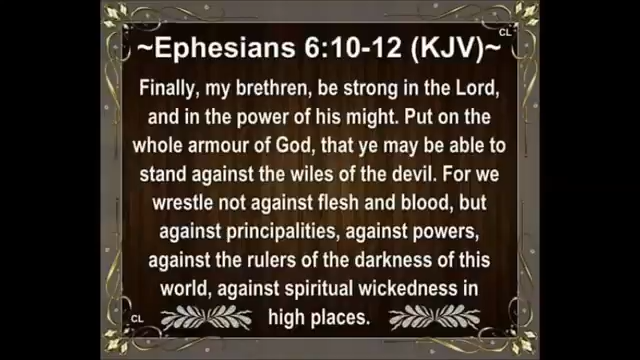 CL
~Ephesians 6:10-12 (KJV)~
Finally, my brethren, be strong in the Lord,
and in the power of his might. Put on the
whole armour of God, that ye may be able to
stand against the wiles of the devil. For we
wrestle not against flesh and blood, but
against principalities, against powers,
against the rulers of the darkness of this
world, against spiritual wickedness in
high places.
CL